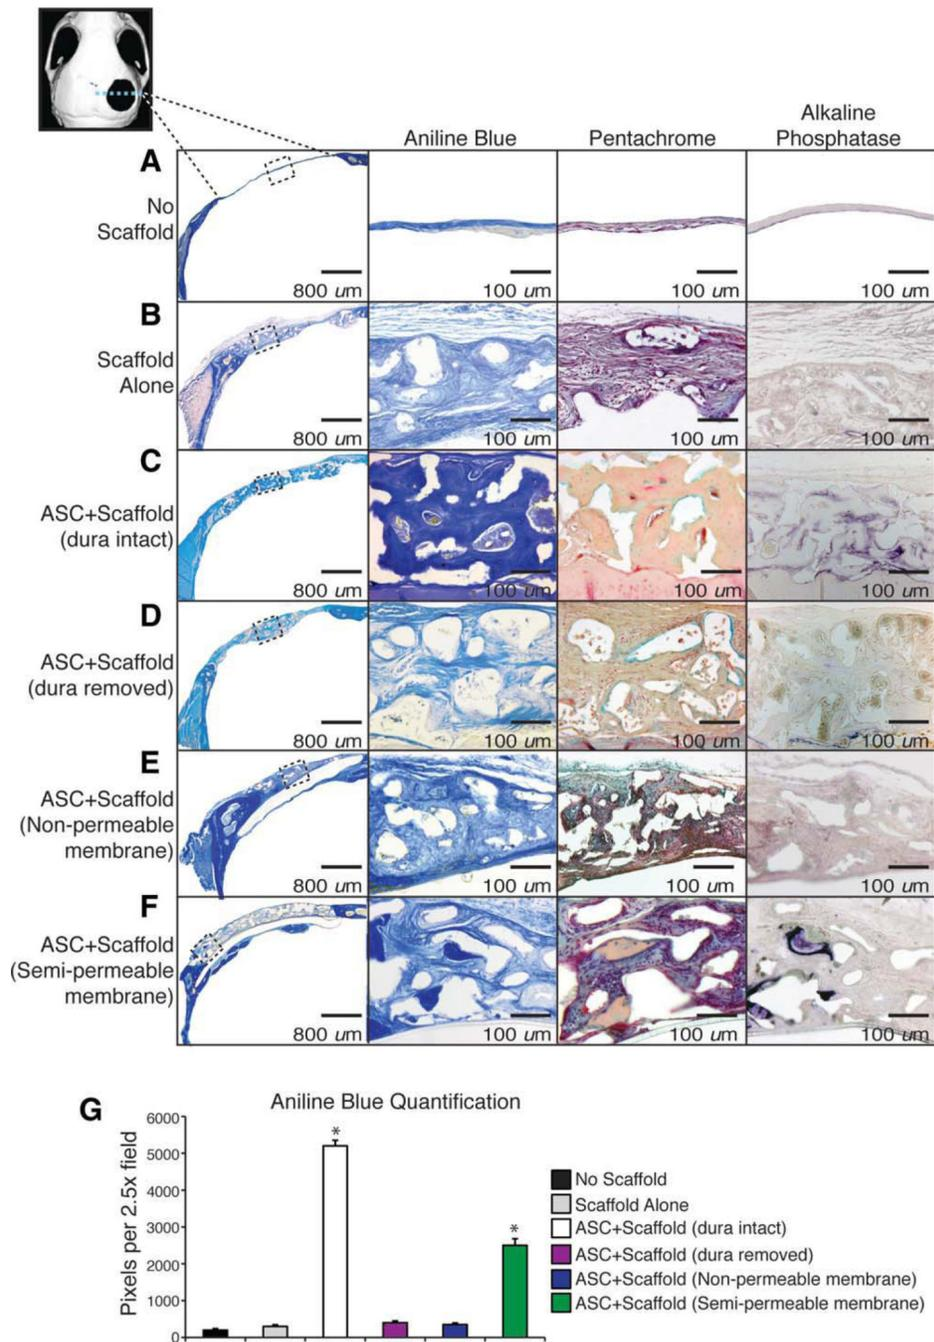 Aniline Blue
Pentachrome
Alkaline
Phosphatase
A
No
Scaffold
800 um
100 um
100 um
100 um
B
Scaffold
Alone
800 um
100 um
100 um
100 um
C
ASC+Scaffold
(dura intact)
800 um
100 um
100 um
100 um
D
ASC+Scaffold
(dura removed)
800 um
100 um
100 um
100 um
E
ASC+Scaffold
(Non-permeable
membrane)
800 um
100 um
100 um
100 um
F
ASC+Scaffold
(Semi-permeable
membrane)
800 um
100 um
100 um
100 um
G
Aniline Blue Quantification
Pixels per 2.5x field
6000
5000
4000
3000
2000
1000
0
*
*
No Scaffold
Scaffold Alone
ASC+Scaffold (dura intact)
ASC+Scaffold (dura removed)
ASC+Scaffold (Non-permeable membrane)
ASC+Scaffold (Semi-permeable membrane)